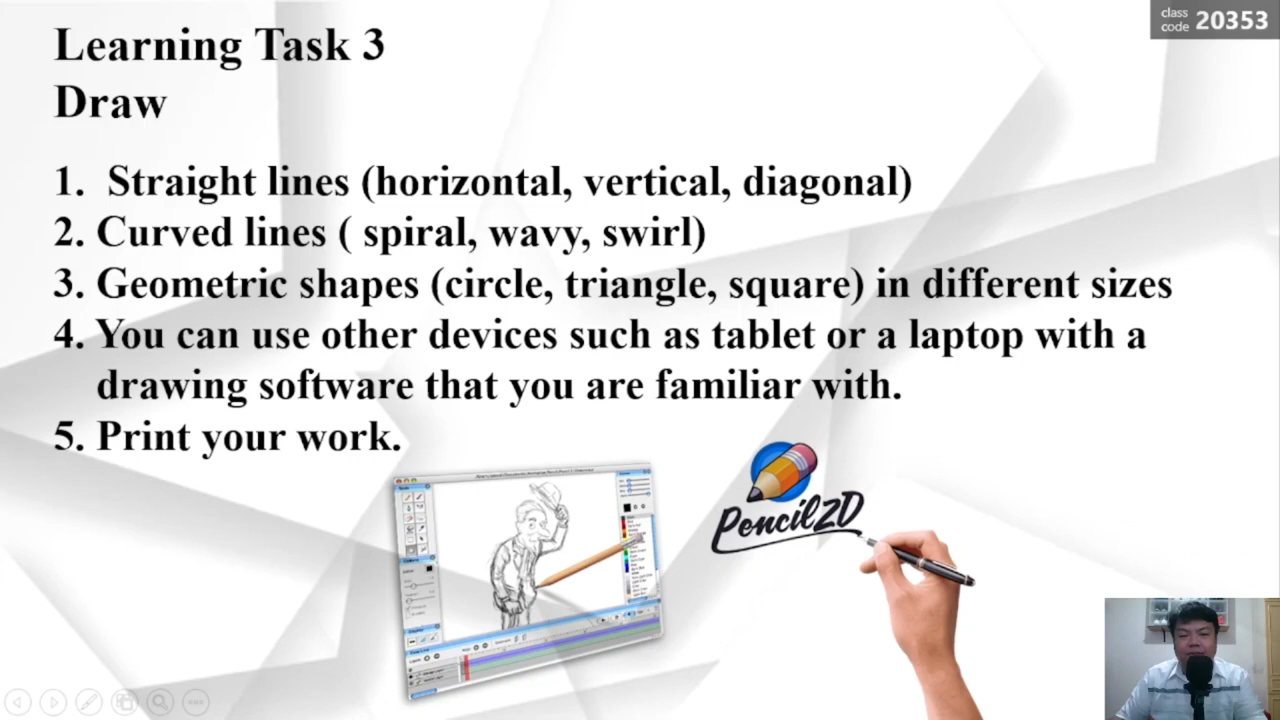 class code 20353
Learning Task 3
Draw
1. Straight lines (horizontal, vertical, diagonal)
2. Curved lines ( spiral, wavy, swirl)
3. Geometric shapes (circle, triangle, square) in different sizes
4. You can use other devices such as tablet or a laptop with a
drawing software that you are familiar with.
5. Print your work.
Pencil2D